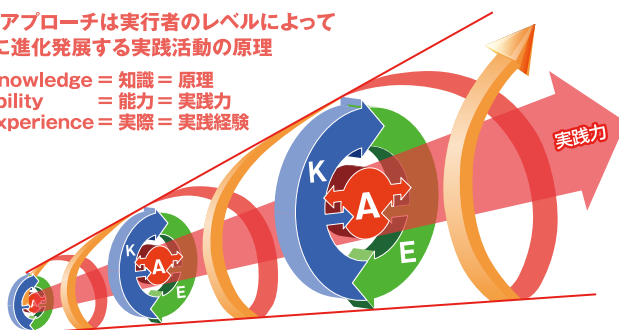 アプローチは実行者のレベルによって
に進化発展する実践活動の原理
nowledge = 知識 = 原理
bility = 能力 = 実践力
xperience = 実際 = 実践経験
実践力
K
A
E
K
A
E
A